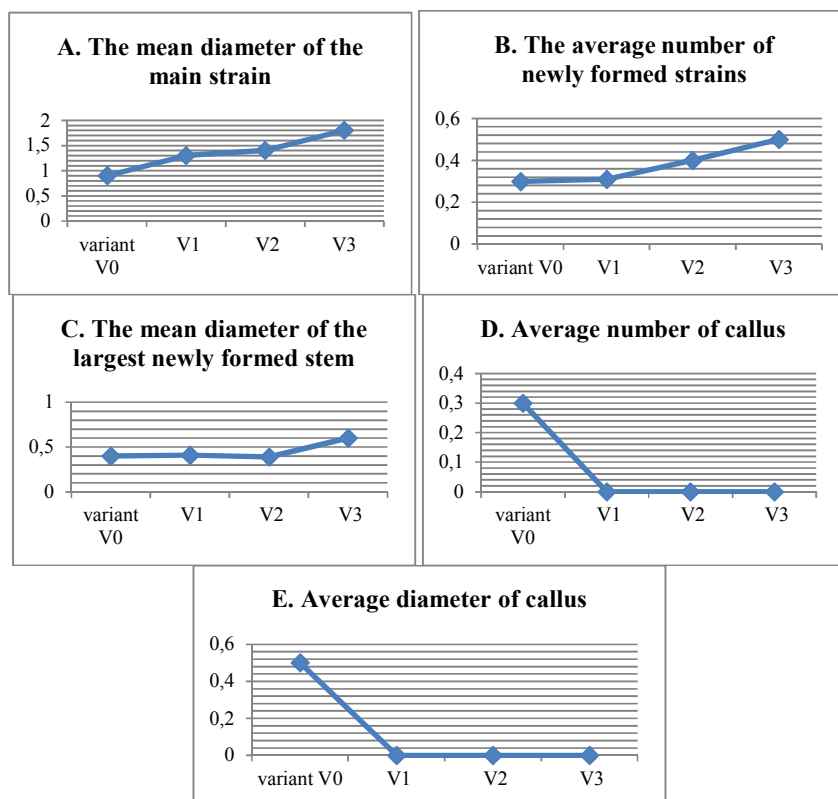 A. The mean diameter of the
main strain
2
1,5
1
0,5
0
variant
V0
V1
V2
V3
B. The average number of
newly formed strains
0,6
0,4
0,2
0
variant V0
V1
V2
V3
C. The mean diameter of the
largest newly formed stem
1
0,5
0
variant
V0
V1
V2
V3
D. Average number of callus
0,4
0,3
0,2
0,1
0
variant
V0
V1
V2
V3
E. Average diameter of callus
0,6
0,4
0,2
0
variant V0
V1
V2
V3